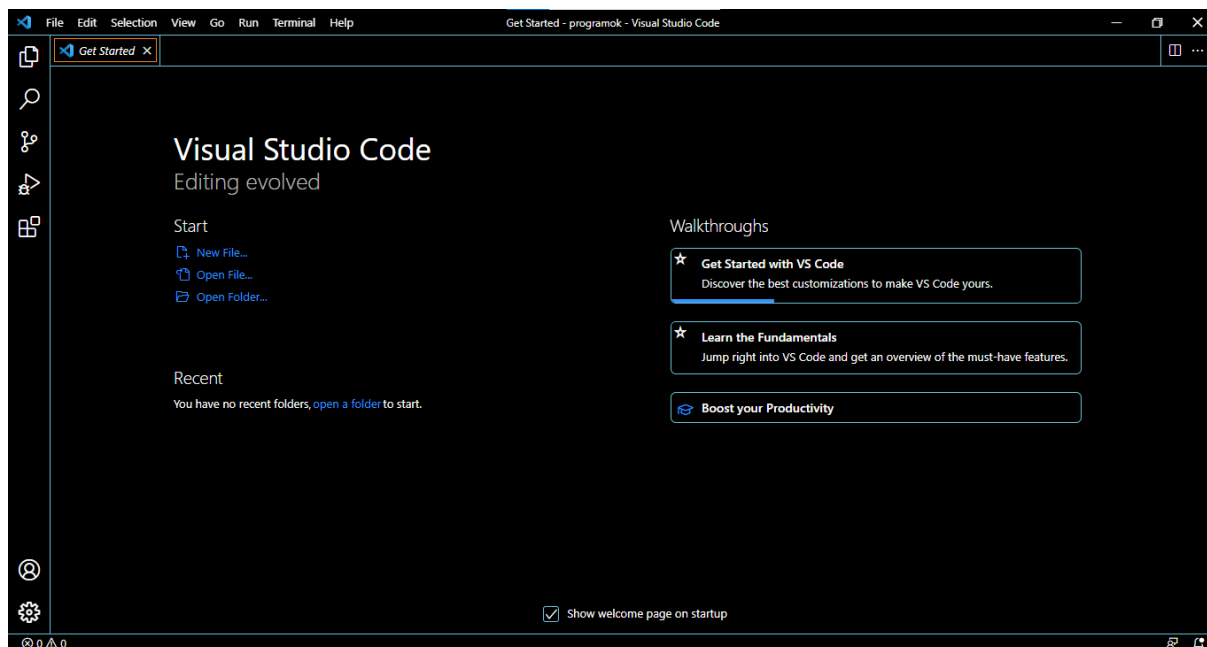 File Edit Selection View Go Run Terminal Help Get Started - programok - Visual Studio Code
Get Started
Visual Studio Code
Editing evolved
Start
New File...
Open File...
Open Folder...
Recent
You have no recent folders, open a folder to start.
Walkthroughs
Get Started with VS Code
Discover the best customizations to make VS Code yours.
Learn the Fundamentals
Jump right into VS Code and get an overview of the must-have features.
Boost your Productivity
Show welcome page on startup
0 0